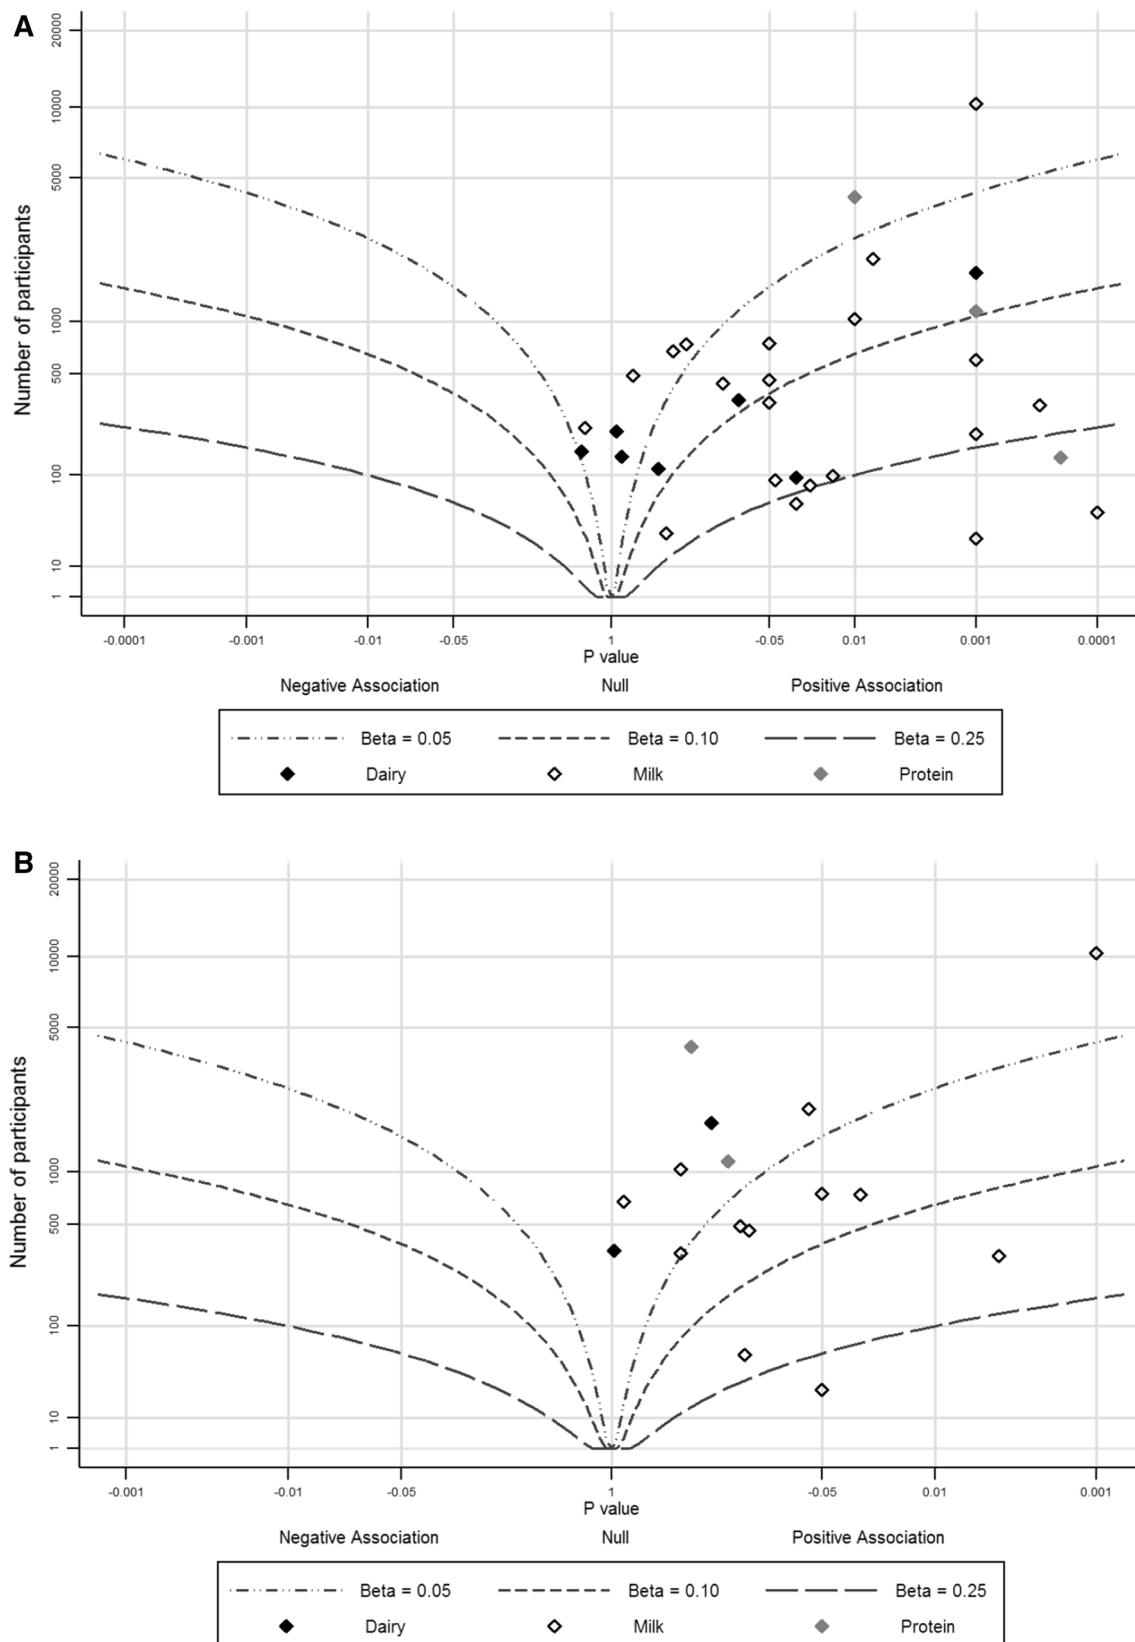 A
20000
10000
5000
1000
500
100
10
1
Number of participants
-0.0001 -0.001 -0.01 -0.05 1 -0.05 0.01 0.001 0.0001
P value
Negative Association Null Positive Association
Beta = 0.05 Beta = 0.10 Beta = 0.25
Dairy Milk Protein
B
20000
10000
5000
1000
500
100
10
1
Number of participants
-0.001 -0.01 -0.05 1 -0.05 0.01 0.001
P value
Negative Association Null Positive Association
Beta = 0.05 Beta = 0.10 Beta = 0.25
Dairy Milk Protein